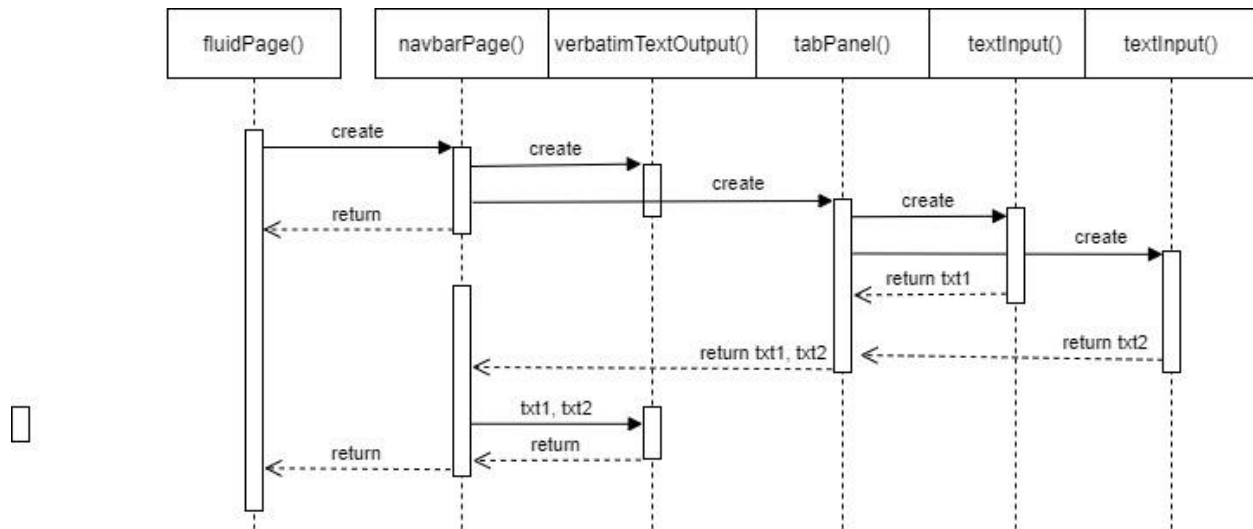 fluidPage()
navbarPage()
verbatimTextOutput()
tabPanel()
textInput()
textInput()
create
create
create
create
return
create
return txt1
return txt2
return txt1, txt2
txt1, txt2
return
return